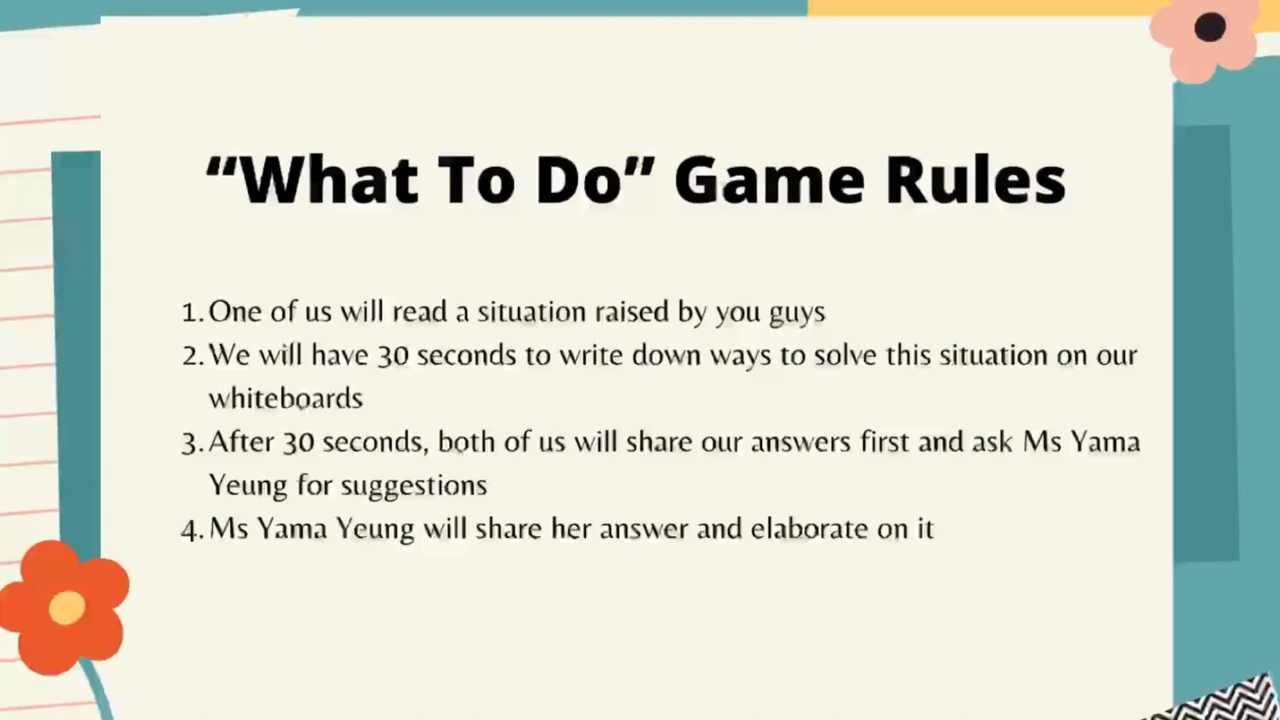 “What To Do” Game Rules
1. One of us will read a situation raised by you guys
2. We will have 30 seconds to write down ways to solve this situation on our
whiteboards
3. After 30 seconds, both of us will share our answers first and ask Ms Yama
Yeung for suggestions
4. Ms Yama Yeung will share her answer and elaborate on it